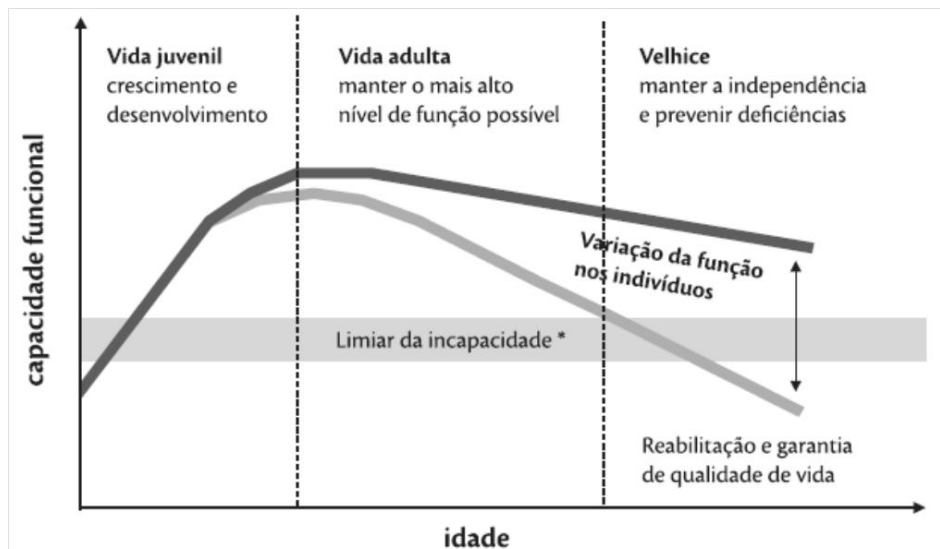 Vida juvenil
crescimento e
desenvolvimento
Vida adulta
manter o mais alto
nível de função possível
Velhice
manter a independência
e prevenir deficiências
capacidade funcional
Variação da função
nos indivíduos
Limiar da incapacidade *
Reabilitação e garantia
de qualidade de vida
idade